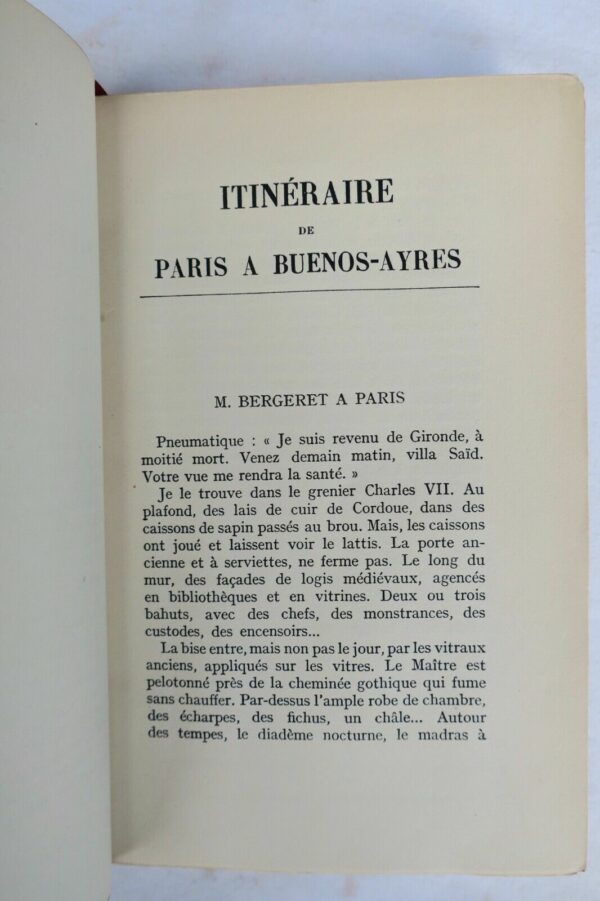 ITINÉRAIRE
DE
PARIS A BUENOS-AYRES
M. BERGERET A PARIS
Pneumatique : « Je suis revenu de Gironde, à
moitié mort. Venez demain matin, villa Saïd.
Votre vue me rendra la santé. »
Je le trouve dans le grenier Charles VII. Au
plafond, des lais de cuir de Cordoue, dans des
caissons de sapin passés au brou. Mais, les caissons
ont joué et laissent voir le lattis. La porte an-
cienne et à serviettes, ne ferme pas. Le long du
mur, des façades de logis médiévaux, agencés
en bibliothèques et en vitrines. Deux ou trois
bahuts, avec des chefs, des monstrances, des
custodes, des encensoirs...
La bise entre, mais non pas le jour, par les vitraux
anciens, appliqués sur les vitres. Le Maître est
pelotonné près de la cheminée gothique qui fume
sans chauffer. Par-dessus l'ample robe de chambre,
des écharpes, des fichus, un châle... Autour
des tempes, le diadème nocturne, le madras à